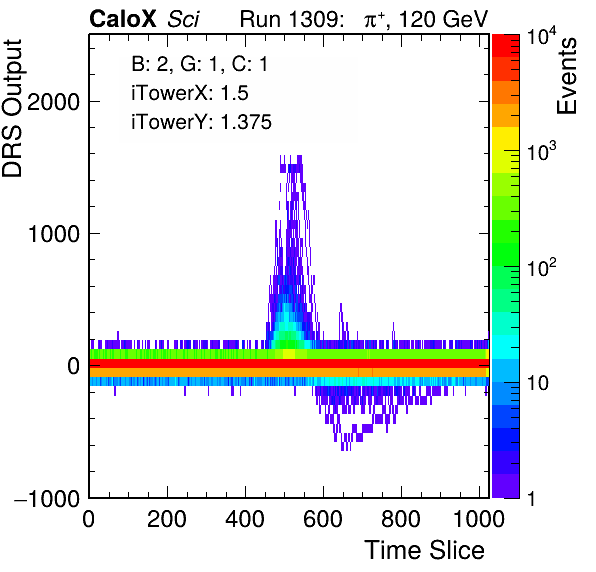 CaloX Sci Run 1309: π⁺, 120 GeV
B: 2, G: 1, C: 1
iTowerX: 1.5
iTowerY: 1.375
DRS Output
2000
1000
0
−1000
0 200 400 600 800 1000
Time Slice
Events
10⁴
10³
10²
10
1